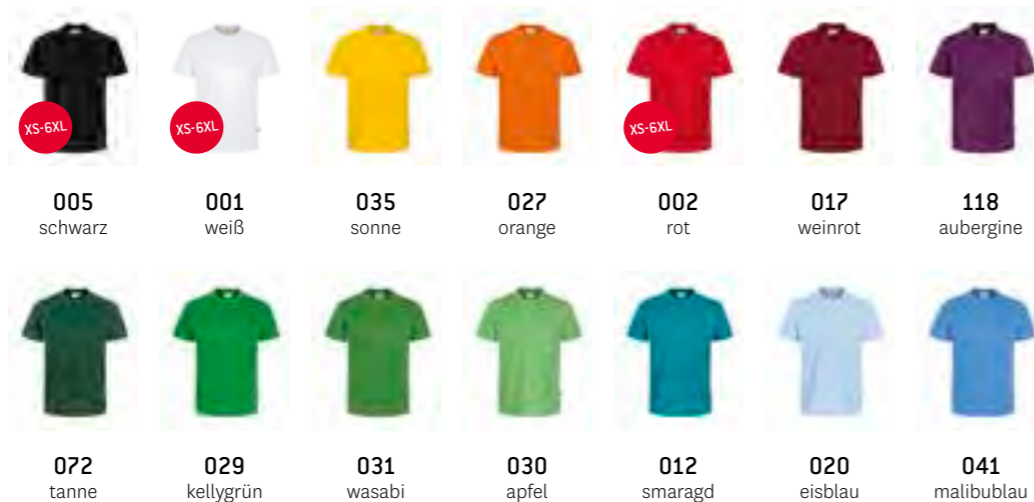 XS-6XL
XS-6XL
XS-6XL
005 001 035 027 002 017 118
schwarz weiß sonne orange rot weinrot aubergine
072 029 031 030 012 020 041
tanne kellygrün wasabi apfel smaragd eisblau malibublau